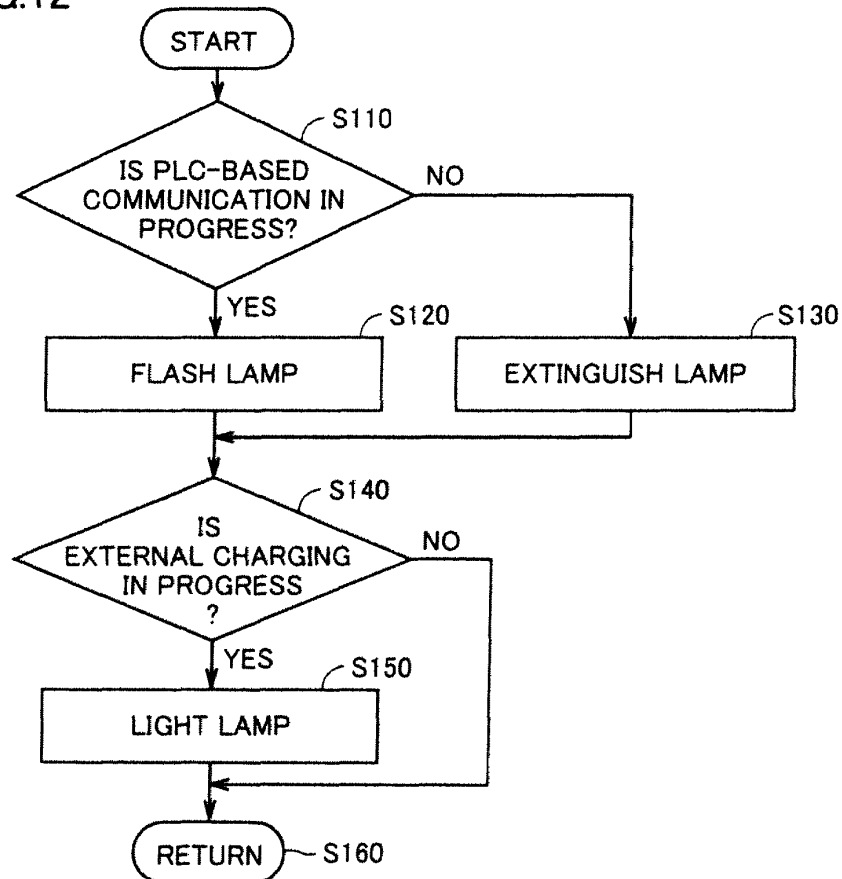 START
S110
IS PLC-BASED
COMMUNICATION IN
PROGRESS?
NO
YES
S120
S130
FLASH LAMP
EXTINGUISH LAMP
S140
IS
EXTERNAL CHARGING
IN PROGRESS
?
NO
YES
S150
LIGHT LAMP
RETURN
S160